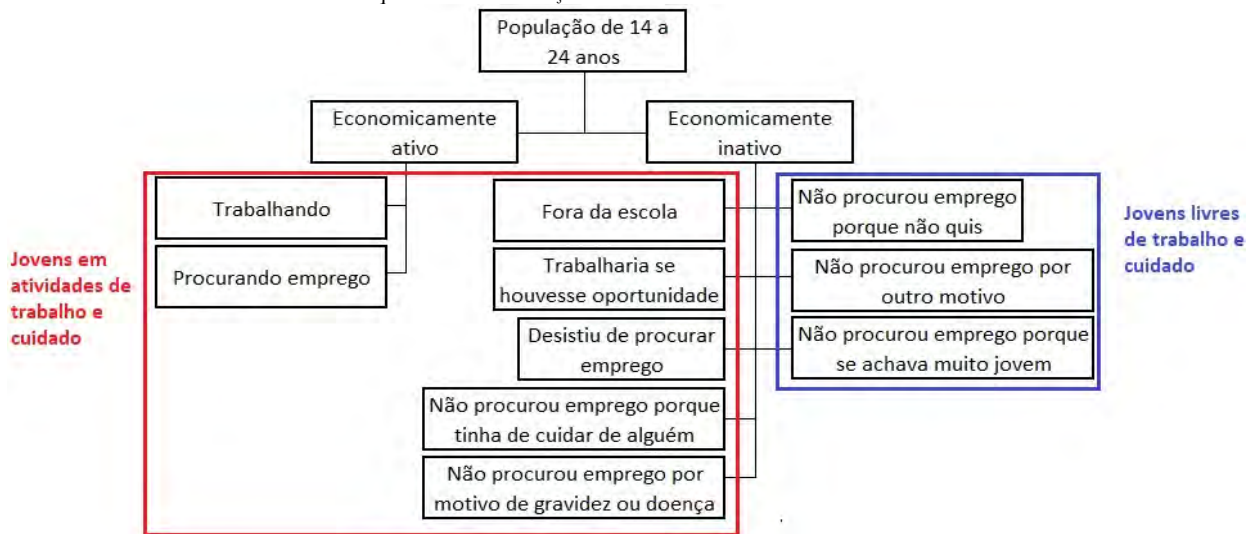 População de 14 a
24 anos
Economicamente
ativo
Economicamente
inativo
Trabalhando
Procurando emprego
Fora da escola
Trabalharia se
houvesse oportunidade
Desistiu de procurar
emprego
Não procurou emprego porque
tinha de cuidar de alguém
Não procurou emprego por
motivo de gravidez ou doença
Não procurou emprego
porque não quis
Não procurou emprego por
outro motivo
Não procurou emprego porque
se achava muito jovem
Jovens em
atividades de
trabalho e
cuidado
Jovens livres
de trabalho e
cuidado